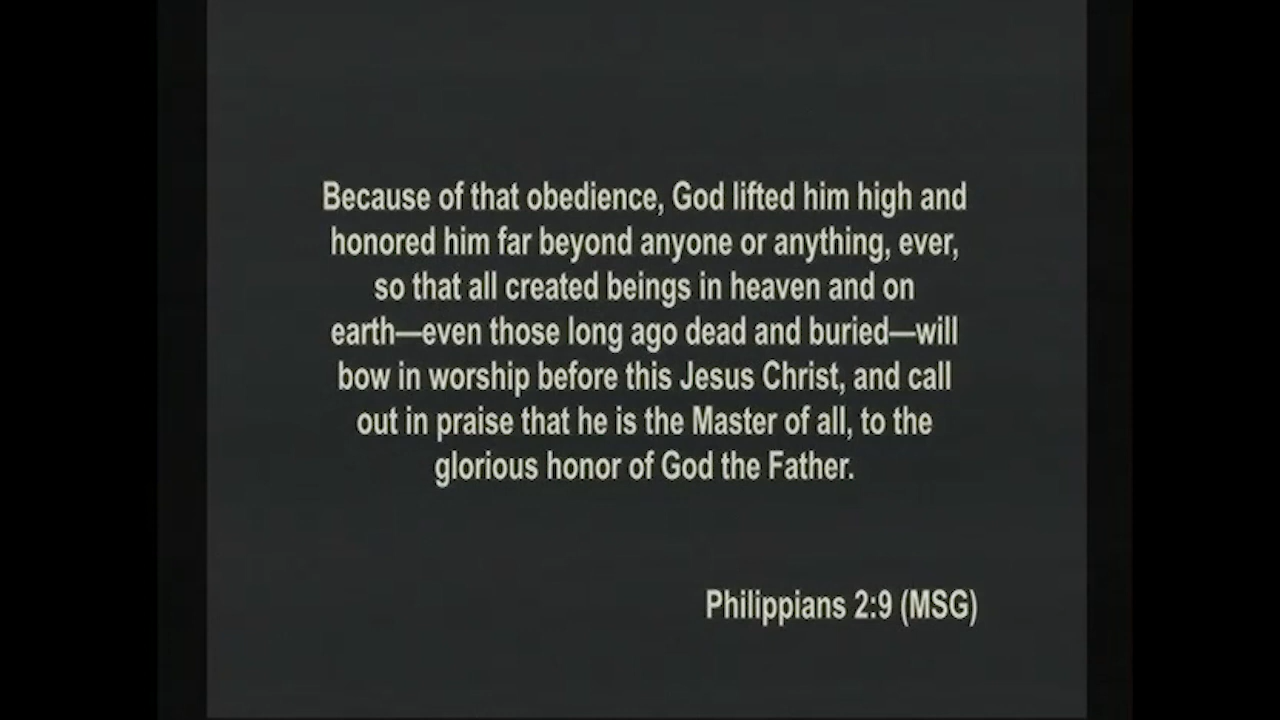 Because of that obedience, God lifted him high and
honored him far beyond anyone or anything, ever,
so that all created beings in heaven and on
earth—even those long ago dead and buried—will
bow in worship before this Jesus Christ, and call
out in praise that he is the Master of all, to the
glorious honor of God the Father.
Philippians 2:9 (MSG)